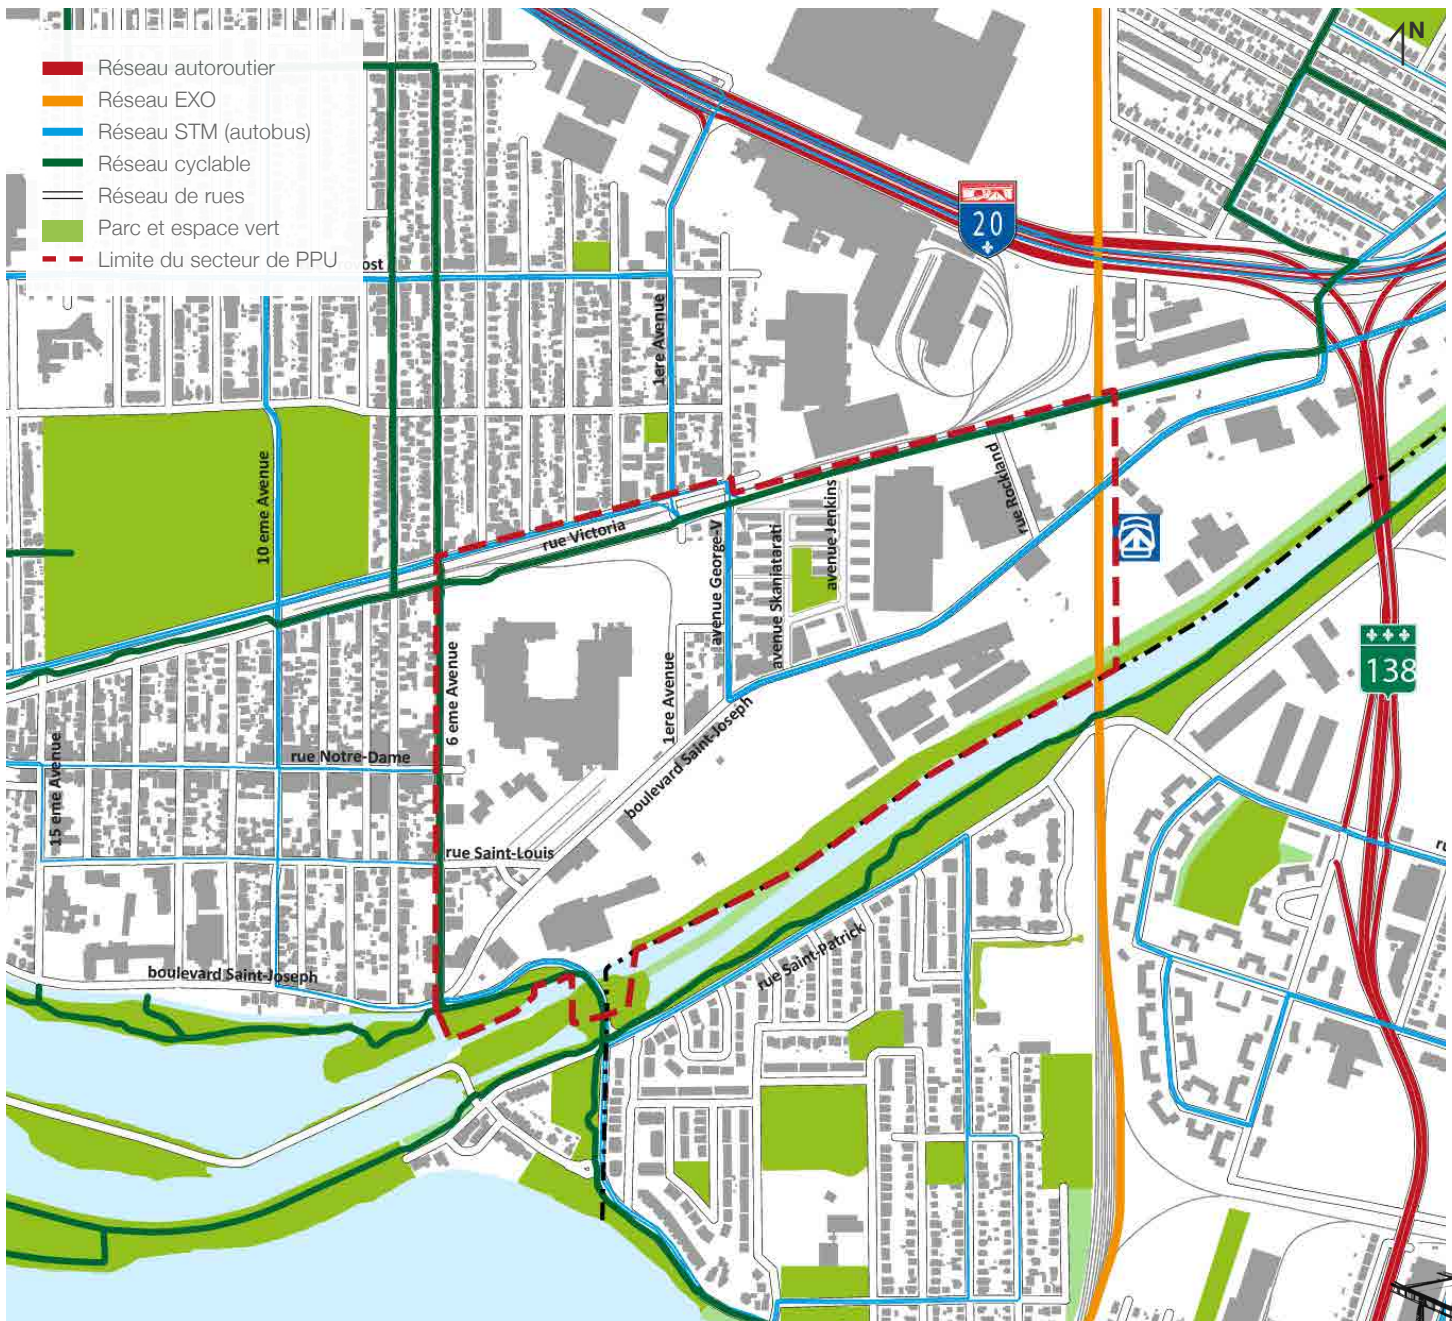 N
Réseau autoroutier
Réseau EXO
Réseau STM (autobus)
Réseau cyclable
Réseau de rues
Parc et espace vert
Limite du secteur de PPU
20
1ere Avenue
10 eme Avenue
rue Victoria
avenue George-V
avenue Skaniatarati
avenue Jenkins
rue Rockland
6 eme Avenue
1ere Avenue
138
15 eme Avenue
rue Notre-Dame
boulevard Saint-Joseph
rue Saint-Louis
boulevard Saint-Joseph
rue Saint-Patrick